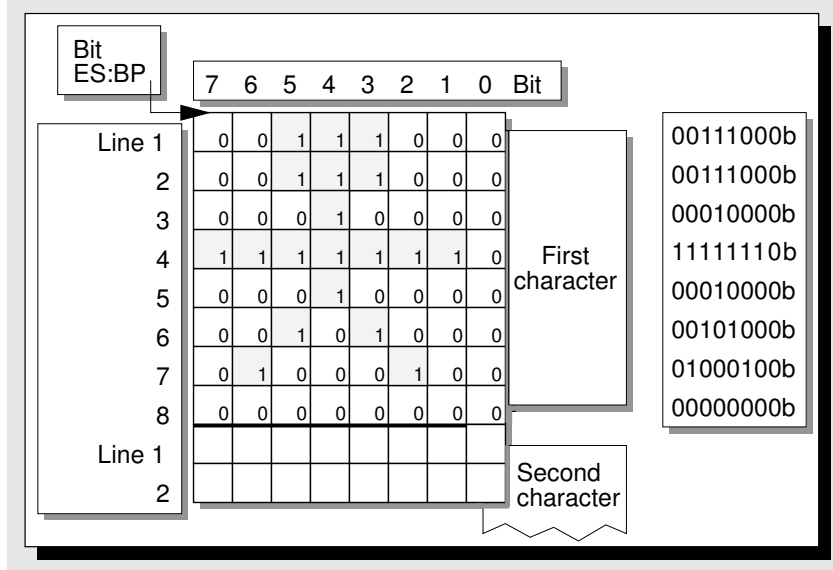 Bit
ES:BP
7 6 5 4 3 2 1 0 Bit
Line 1 0 0 1 1 1 0 0 0 00111000b
2 0 0 1 1 1 0 0 0 00111000b
3 0 0 0 1 0 0 0 0 00010000b
4 1 1 1 1 1 1 1 0 11111110b
First
character
5 0 0 0 1 0 0 0 0 00010000b
6 0 0 1 0 1 0 0 0 00101000b
7 0 1 0 0 0 1 0 0 01000100b
8 0 0 0 0 0 0 0 0 00000000b
Line 1
2
Second
character